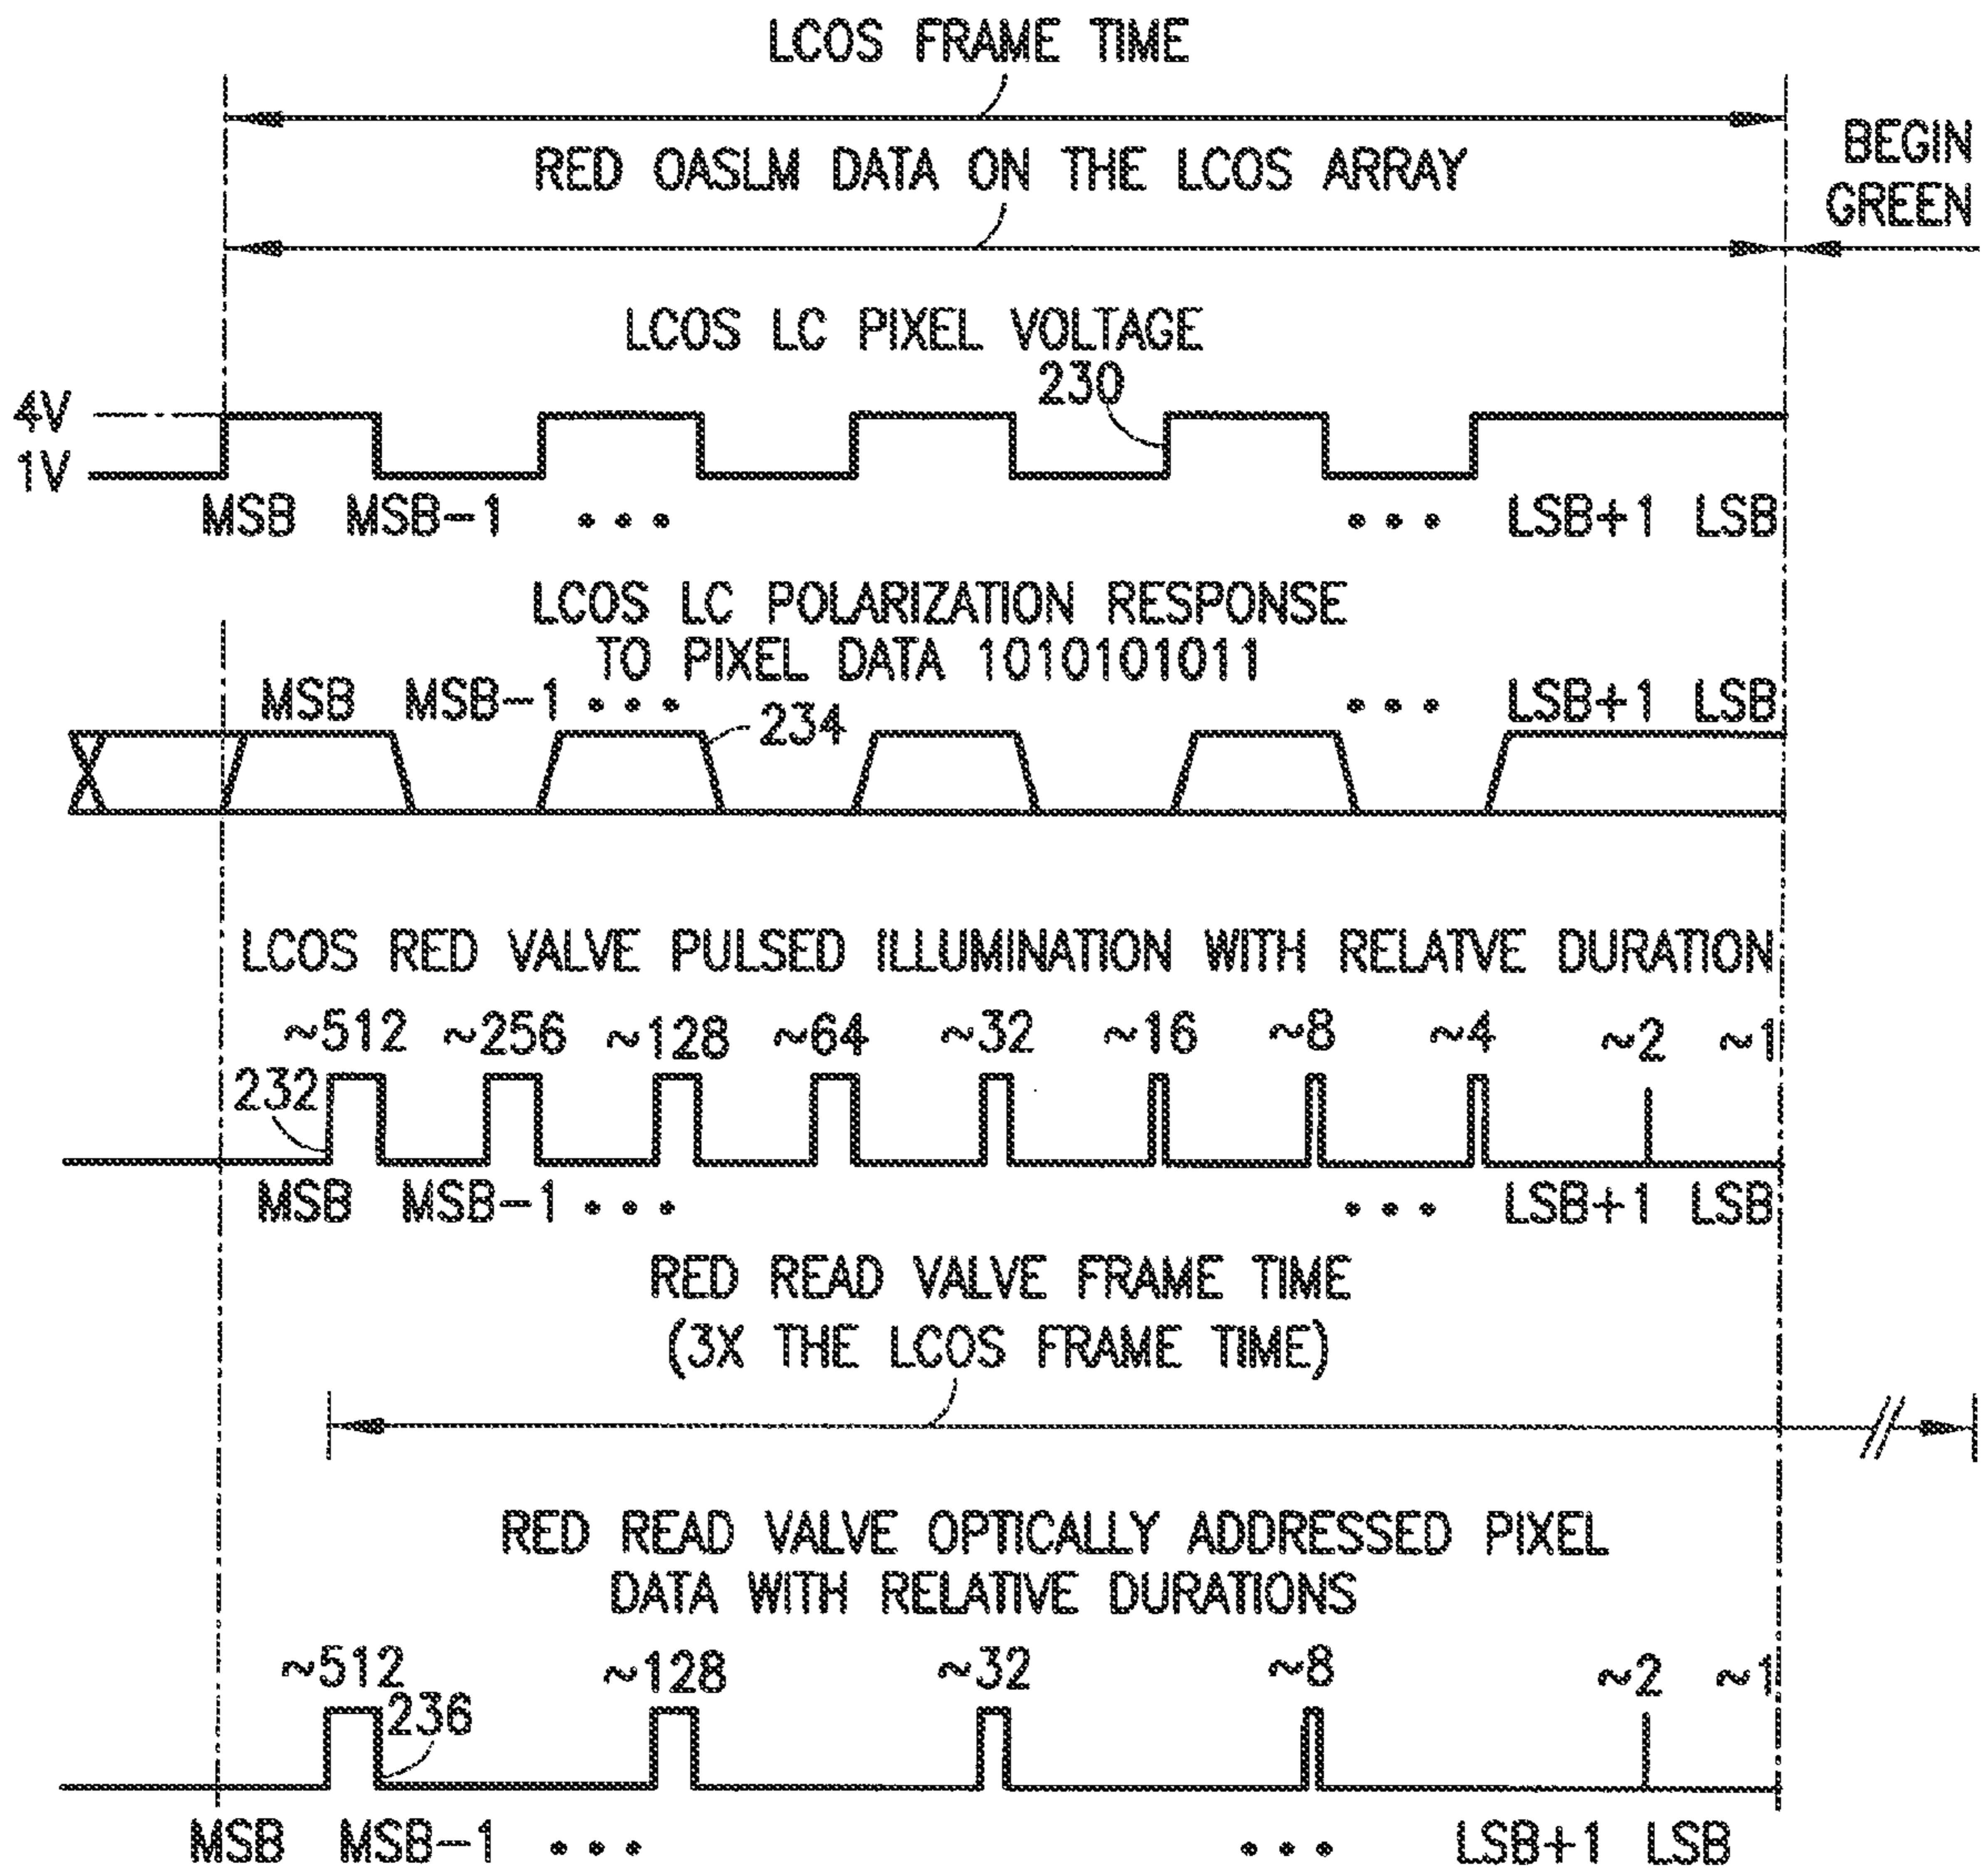 LCOS FRAME TIME
RED OASLM DATA ON THE LCOS ARRAY
BEGIN
GREEN
LCOS LC PIXEL VOLTAGE
230
4V
1V
MSB MSB-1 • • • • • • LSB+1 LSB
LCOS LC POLARIZATION RESPONSE
TO PIXEL DATA 1010101011
MSB MSB-1 • • • • • • LSB+1 LSB
234
LCOS RED VALVE PULSED ILLUMINATION WITH RELATVE DURATION
~512 ~256 ~128 ~64 ~32 ~16 ~8 ~4 ~2 ~1
232
MSB MSB-1 • • • • • • LSB+1 LSB
RED READ VALVE FRAME TIME
(3X THE LCOS FRAME TIME)
RED READ VALVE OPTICALLY ADDRESSED PIXEL
DATA WITH RELATIVE DURATIONS
~512 ~128 ~32 ~8 ~2 ~1
236
MSB MSB-1 • • • • • • LSB+1 LSB